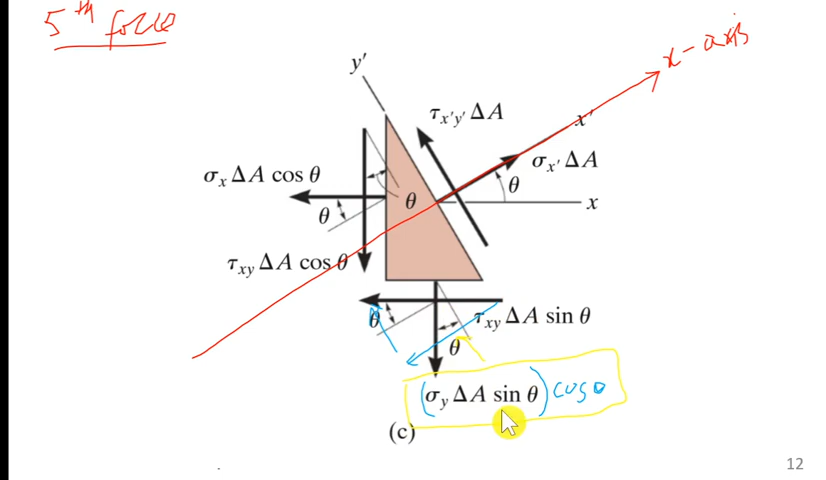 5th force
x-axis
y′
τx′y′ ΔA
x′
σx′ ΔA
σx ΔA cos θ
θ
θ
θ
x
τxy ΔA cos θ
θ
τxy ΔA sin θ
θ
(σy ΔA sin θ) cos θ
(c)
12